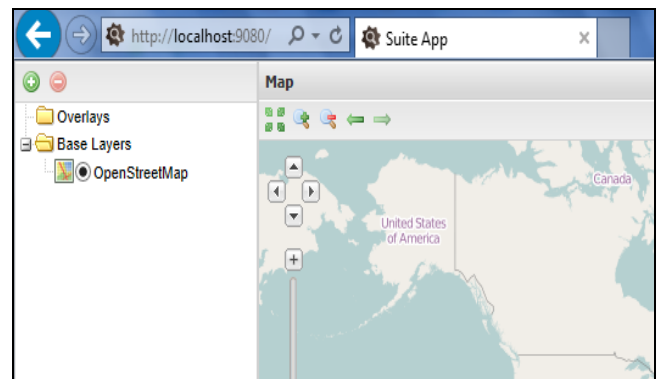 http://localhost:9080/
Suite App
Map
Overlays
Base Layers
OpenStreetMap
Canada
United States
of America